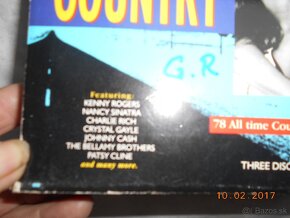 COUNTRY
G.R
Featuring:
KENNY ROGERS
NANCY SINATRA
CHARLIE RICH
CRYSTAL GAYLE
JOHNNY CASH
THE BELLAMY BROTHERS
PATSY CLINE
and many more.
78 All time Cou
THREE DISC
10.02.2017
Bazos.sk